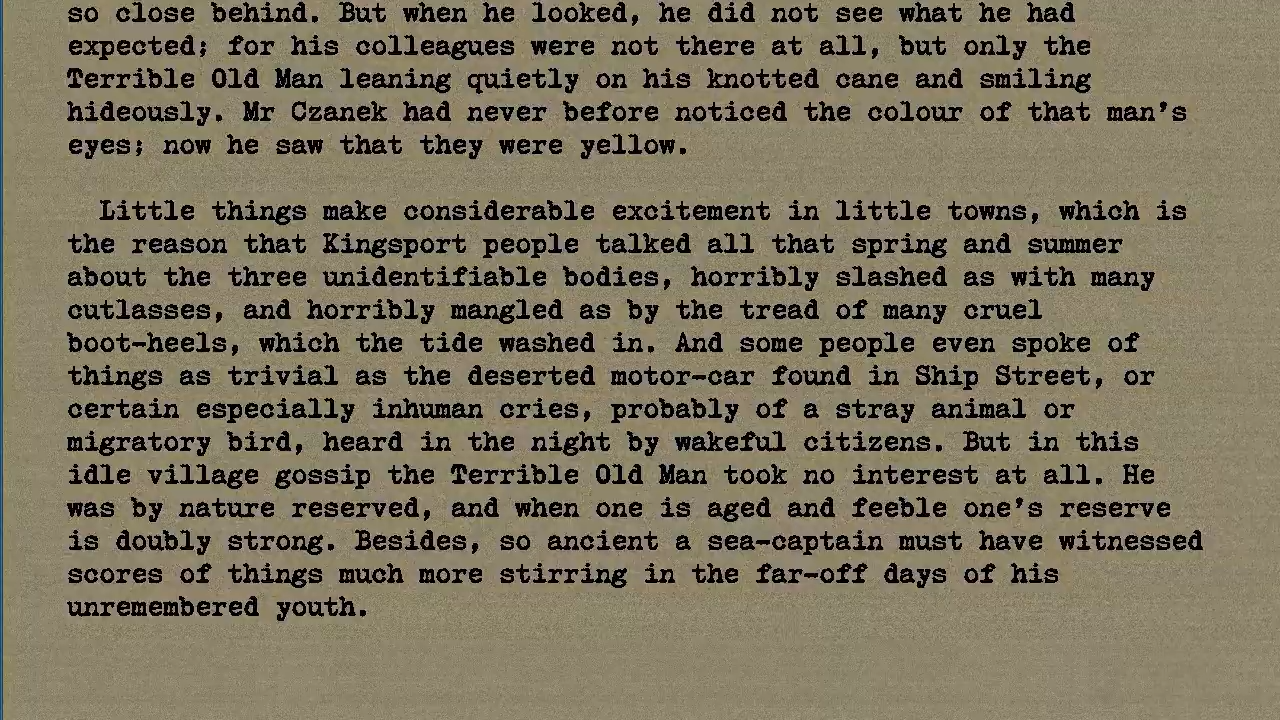 so close behind. But when he looked, he did not see what he had
expected; for his colleagues were not there at all, but only the
Terrible Old Man leaning quietly on his knotted cane and smiling
hideously. Mr Czanek had never before noticed the colour of that man's
eyes; now he saw that they were yellow.
Little things make considerable excitement in little towns, which is
the reason that Kingsport people talked all that spring and summer
about the three unidentifiable bodies, horribly slashed as with many
cutlasses, and horribly mangled as by the tread of many cruel
boot-heels, which the tide washed in. And some people even spoke of
things as trivial as the deserted motor-car found in Ship Street, or
certain especially inhuman cries, probably of a stray animal or
migratory bird, heard in the night by wakeful citizens. But in this
idle village gossip the Terrible Old Man took no interest at all. He
was by nature reserved, and when one is aged and feeble one's reserve
is doubly strong. Besides, so ancient a sea-captain must have witnessed
scores of things much more stirring in the far-off days of his
unremembered youth.